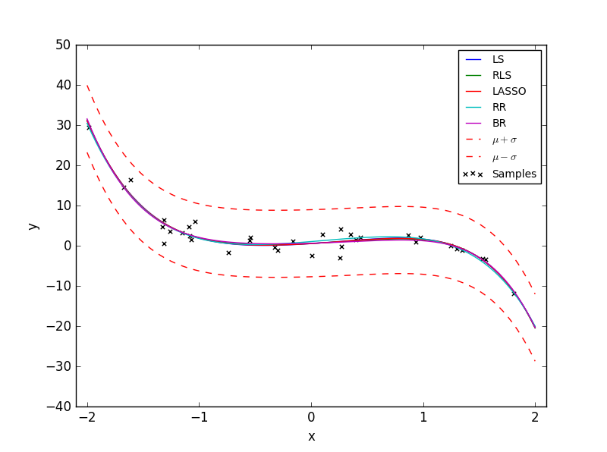 50
40
30
20
10
0
−10
−20
−30
−40
y
−2
−1
0
1
2
x
LS
RLS
LASSO
RR
BR
μ + σ
μ − σ
Samples